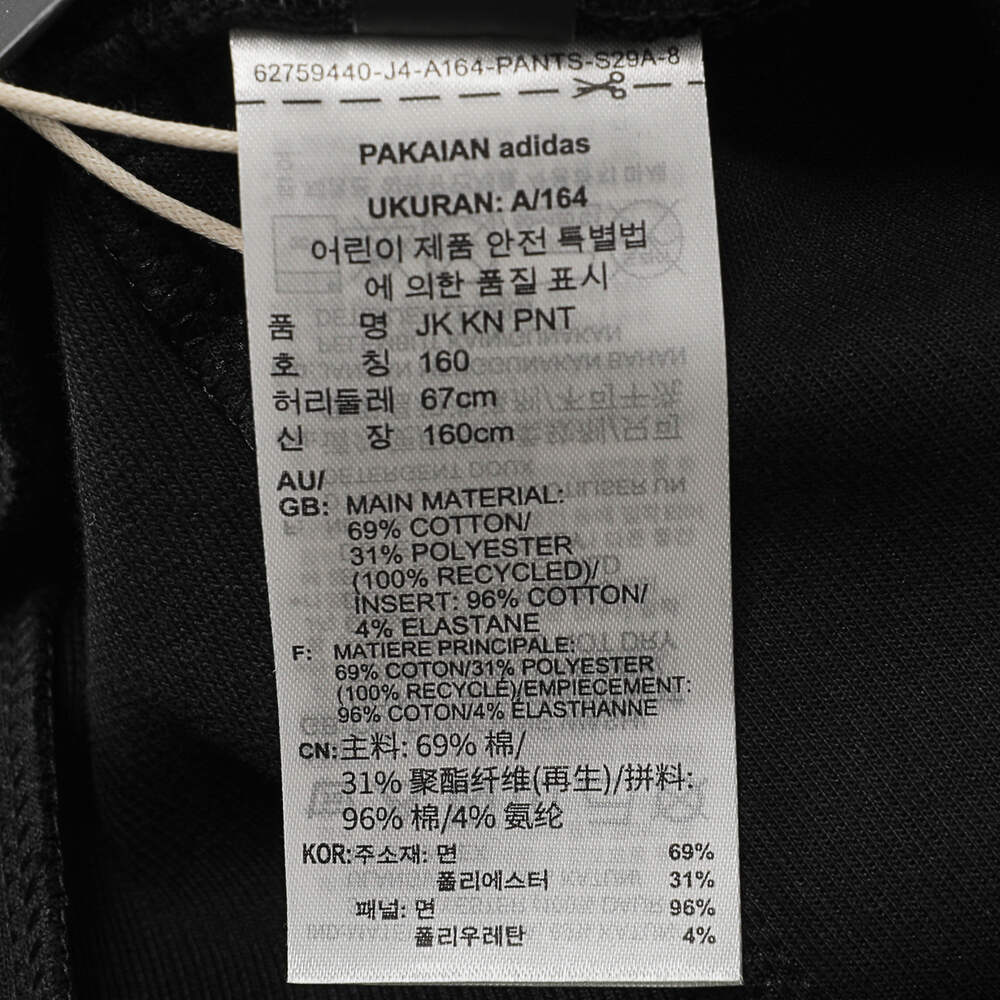 62759440-J4-A164-PANTS-S29A-8
PAKAIAN adidas
UKURAN: A/164
어린이 제품 안전 특별법
에 의한 품질 표시
품 명 JK KN PNT
호 칭 160
허리둘레 67cm
신 장 160cm
AU/
GB: MAIN MATERIAL:
69% COTTON/
31% POLYESTER
(100% RECYCLED)/
INSERT: 96% COTTON/
4% ELASTANE
F: MATIERE PRINCIPALE:
69% COTON/31% POLYESTER
(100% RECYCLÉ)/EMPIECEMENT:
96% COTON/4% ÉLASTHANNE
CN:主料: 69% 棉/
31% 聚酯纤维(再生)/拼料:
96% 棉/4% 氨纶
KOR:주소재: 면 69%
폴리에스터 31%
패널: 면 96%
폴리우레탄 4%